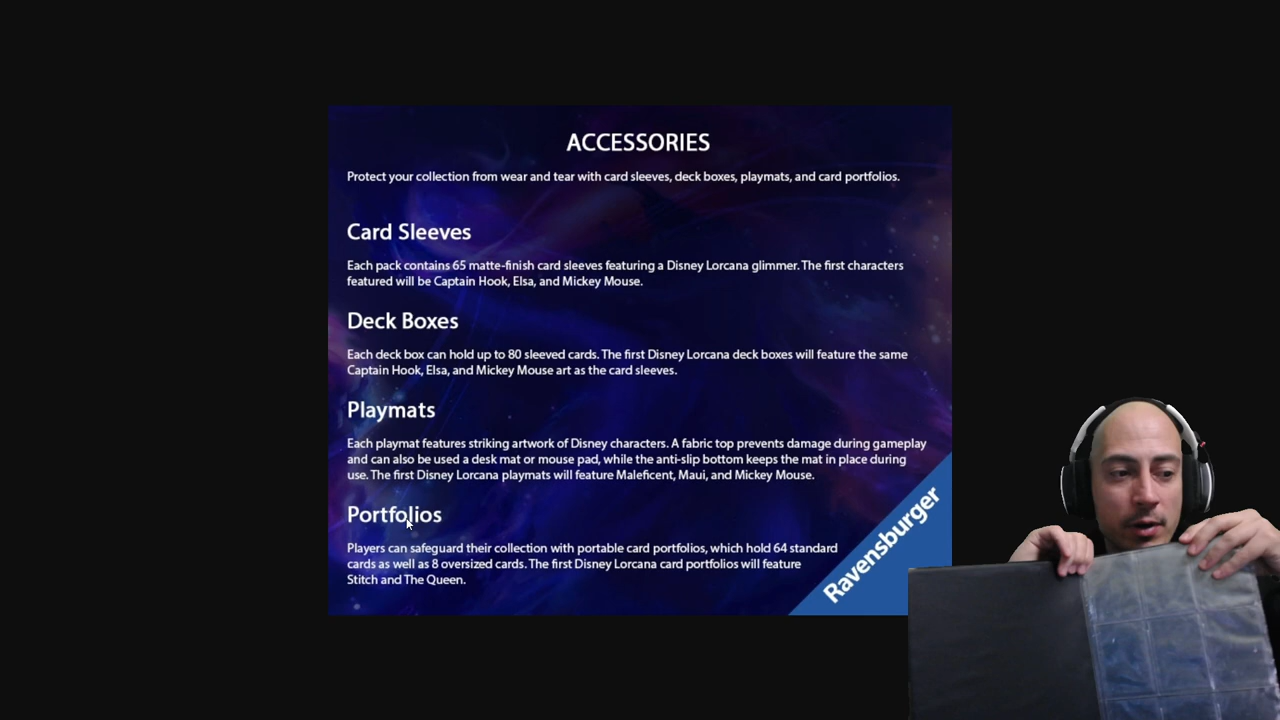 ACCESSORIES
Protect your collection from wear and tear with card sleeves, deck boxes, playmats, and card portfolios.
Card Sleeves
Each pack contains 65 matte-finish card sleeves featuring a Disney Lorcana glimmer. The first characters
featured will be Captain Hook, Elsa, and Mickey Mouse.
Deck Boxes
Each deck box can hold up to 80 sleeved cards. The first Disney Lorcana deck boxes will feature the same
Captain Hook, Elsa, and Mickey Mouse art as the card sleeves.
Playmats
Each playmat features striking artwork of Disney characters. A fabric top prevents damage during gameplay
and can also be used a desk mat or mouse pad, while the anti-slip bottom keeps the mat in place during
use. The first Disney Lorcana playmats will feature Maleficent, Maui, and Mickey Mouse.
Portfolios
Players can safeguard their collection with portable card portfolios, which hold 64 standard
cards as well as 8 oversized cards. The first Disney Lorcana card portfolios will feature
Stitch and The Queen.
Ravensburger